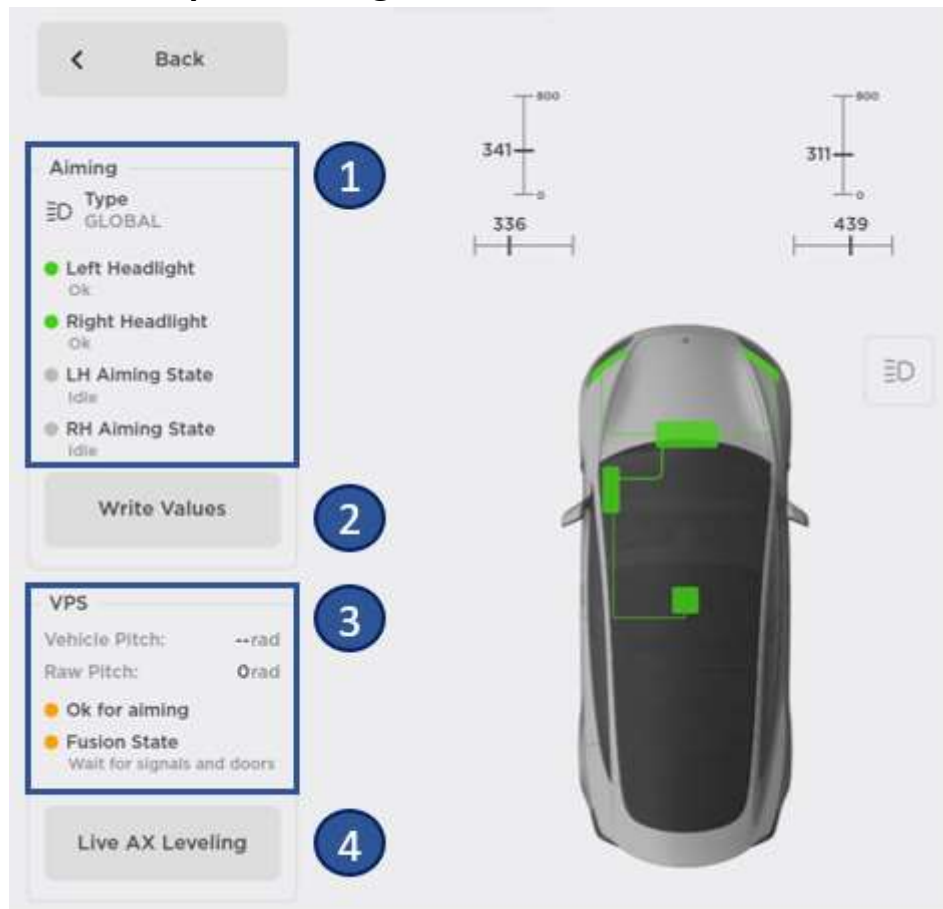 Back
Aiming
Type
GLOBAL
Left Headlight
Ok
Right Headlight
Ok
LH Aiming State
Idle
RH Aiming State
Idle
1
Write Values
2
VPS
Vehicle Pitch: --rad
Raw Pitch: 0rad
Ok for aiming
Fusion State
Wait for signals and doors
3
Live AX Leveling
4
800
341
0
336
800
311
0
439